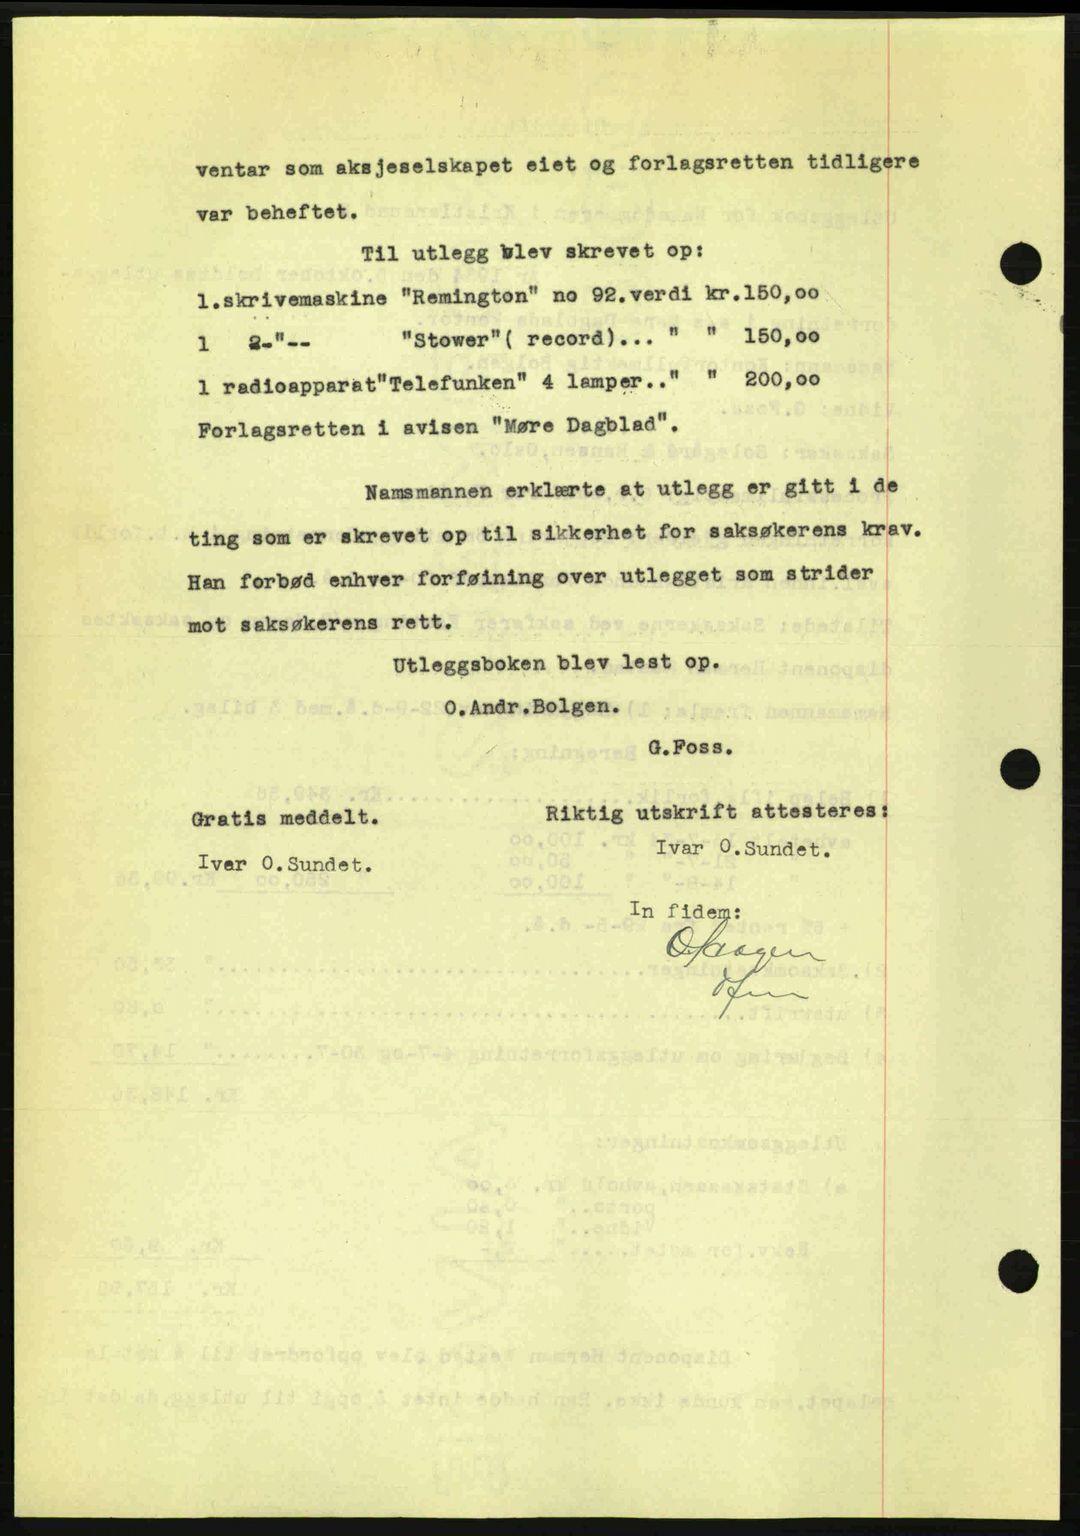 ventar som aksjeselskapet eiet og forlagsretten tidligere
var beheftet.
Til utlegg blev skrevet op:
1.skrivemaskine "Remington" no 92.verdi kr.150,oo
1 2-"-- "Stower"( record)... " " 150,oo
1 radioapparat"Telefunken" 4 lamper.." " 200,oo
Forlagsretten i avisen "Møre Dagblad".
Namsmannen erklærte at utlegg er gitt i de
ting som er skrevet op til sikkerhet for saksøkerens krav.
Han forbød enhver forføining over utlegget som strider
mot saksøkerens rett.
Utleggsboken blev lest op.
O.Andr.Bolgen.
G.Foss.
Gratis meddelt.
Ivar O.Sundet.
Riktig utskrift attesteres:
Ivar O.Sundet.
In fidem: